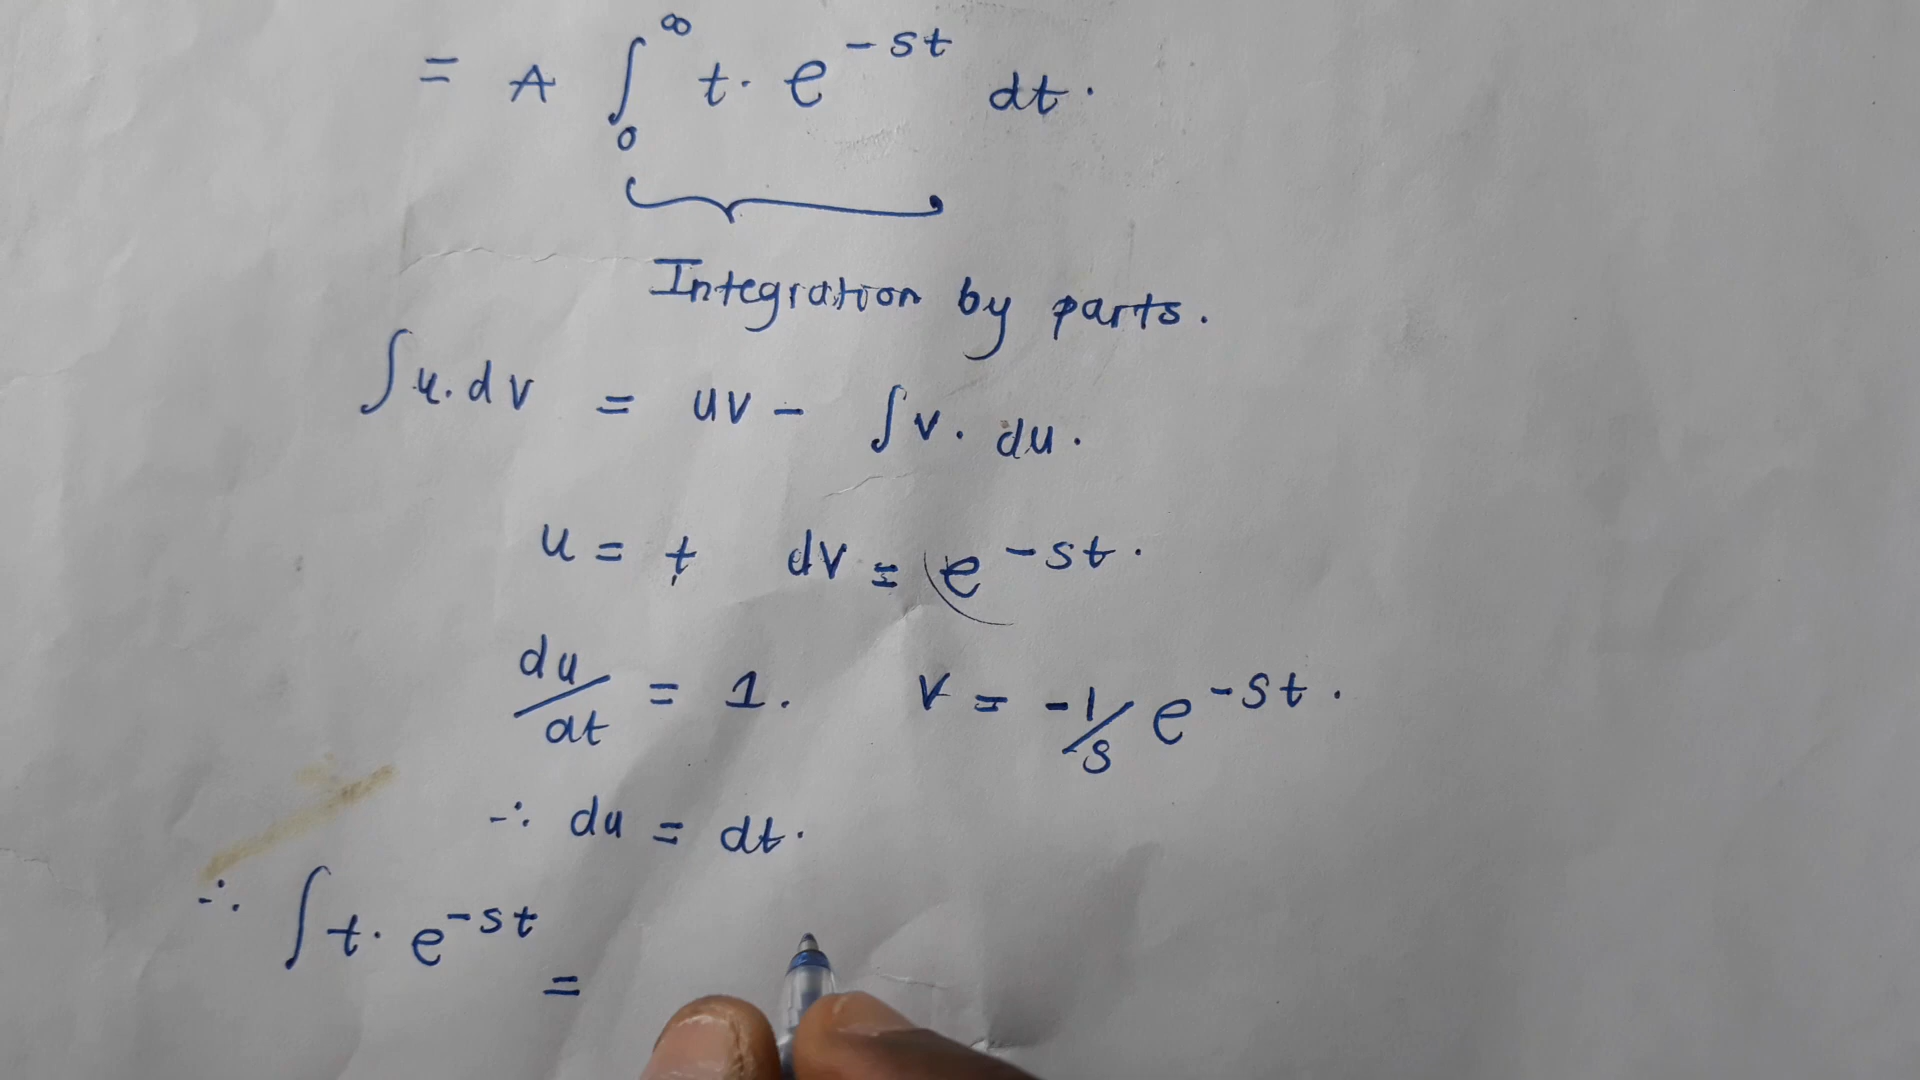 = A ∫₀^∞ t. e^-st dt.
Integration by parts.
∫u.dv = uv - ∫v. du.
u = t dv = e^-st.
du/dt = 1. v = -1/s e^-st.
∴ du = dt.
∴ ∫t. e^-st =